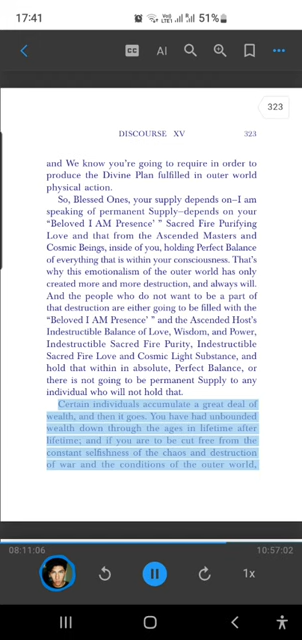 17:41
51%
CC
AI
323
DISCOURSE XV 323
and We know you're going to require in order to
produce the Divine Plan fulfilled in outer world
physical action.
So, Blessed Ones, your supply depends on–I am
speaking of permanent Supply–depends on your
“Beloved I AM Presence’ ” Sacred Fire Purifying
Love and that from the Ascended Masters and
Cosmic Beings, inside of you, holding Perfect Balance
of everything that is within your consciousness. That's
why this emotionalism of the outer world has only
created more and more destruction, and always will.
And the people who do not want to be a part of
that destruction are either going to be filled with the
“Beloved I AM Presence’ ” and the Ascended Host's
Indestructible Balance of Love, Wisdom, and Power,
Indestructible Sacred Fire Purity, Indestructible
Sacred Fire Love and Cosmic Light Substance, and
hold that within in absolute, Perfect Balance, or
there is not going to be permanent Supply to any
individual who will not hold that.
Certain individuals accumulate a great deal of
wealth, and then it goes. You have had unbounded
wealth down through the ages in lifetime after
lifetime; and if you are to be cut free from the
constant selfishness of the chaos and destruction
of war and the conditions of the outer world,
08:11:06 10:57:02
1x